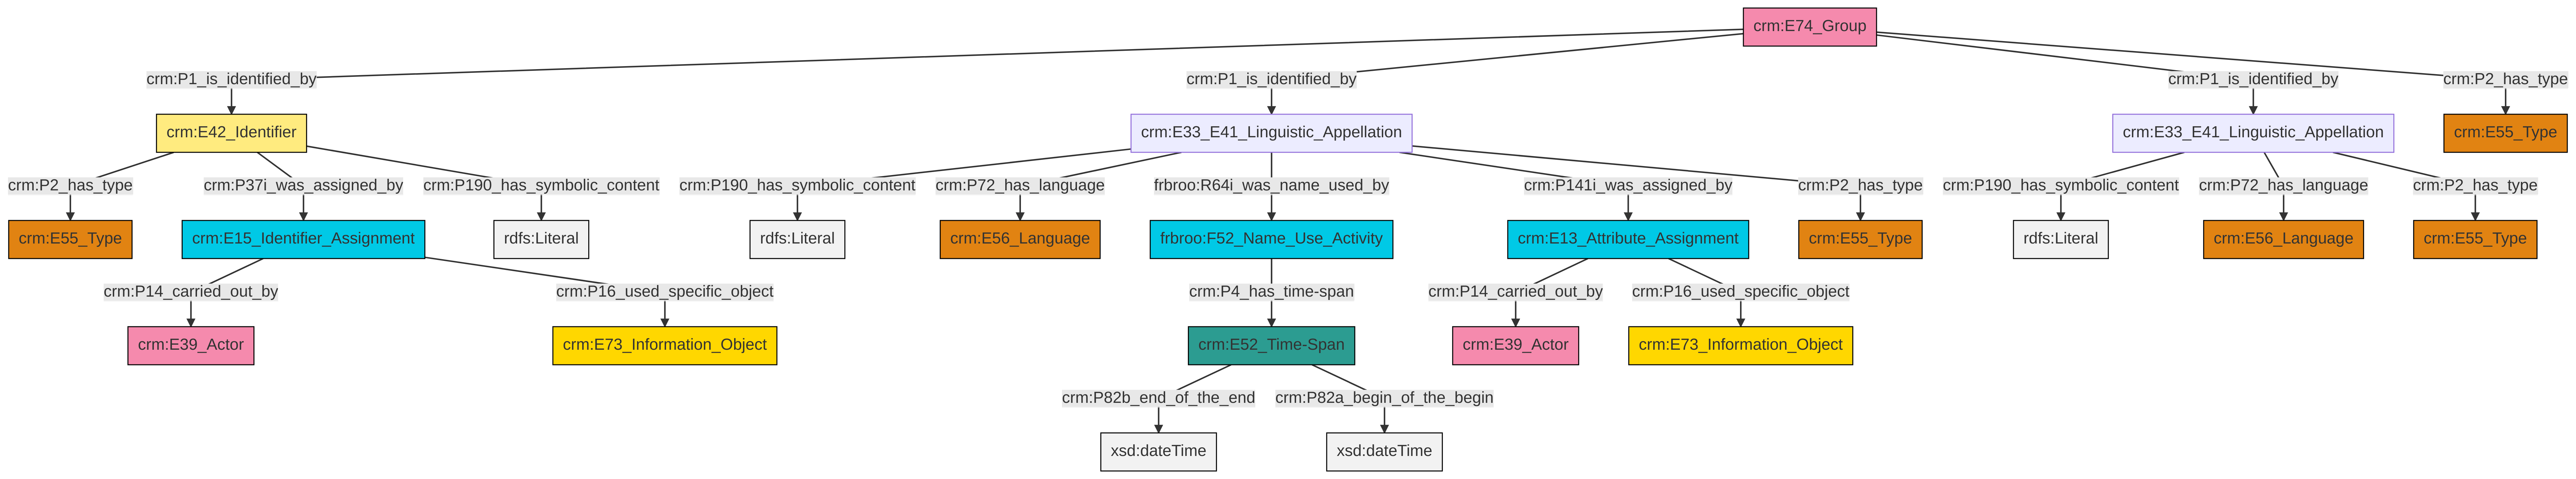 crm:E74_Group
crm:P1_is_identified_by
crm:P1_is_identified_by
crm:P1_is_identified_by
crm:P2_has_type
crm:E42_Identifier
crm:E33_E41_Linguistic_Appellation
crm:E33_E41_Linguistic_Appellation
crm:E55_Type
crm:P2_has_type
crm:P37i_was_assigned_by
crm:P190_has_symbolic_content
crm:P190_has_symbolic_content
crm:P72_has_language
frbroo:R64i_was_name_used_by
crm:P141i_was_assigned_by
crm:P2_has_type
crm:P190_has_symbolic_content
crm:P72_has_language
crm:P2_has_type
crm:E55_Type
crm:E15_Identifier_Assignment
rdfs:Literal
rdfs:Literal
crm:E56_Language
frbroo:F52_Name_Use_Activity
crm:E13_Attribute_Assignment
crm:E55_Type
rdfs:Literal
crm:E56_Language
crm:E55_Type
crm:P14_carried_out_by
crm:P16_used_specific_object
crm:P4_has_time-span
crm:P14_carried_out_by
crm:P16_used_specific_object
crm:E39_Actor
crm:E73_Information_Object
crm:E52_Time-Span
crm:E39_Actor
crm:E73_Information_Object
crm:P82b_end_of_the_end
crm:P82a_begin_of_the_begin
xsd:dateTime
xsd:dateTime